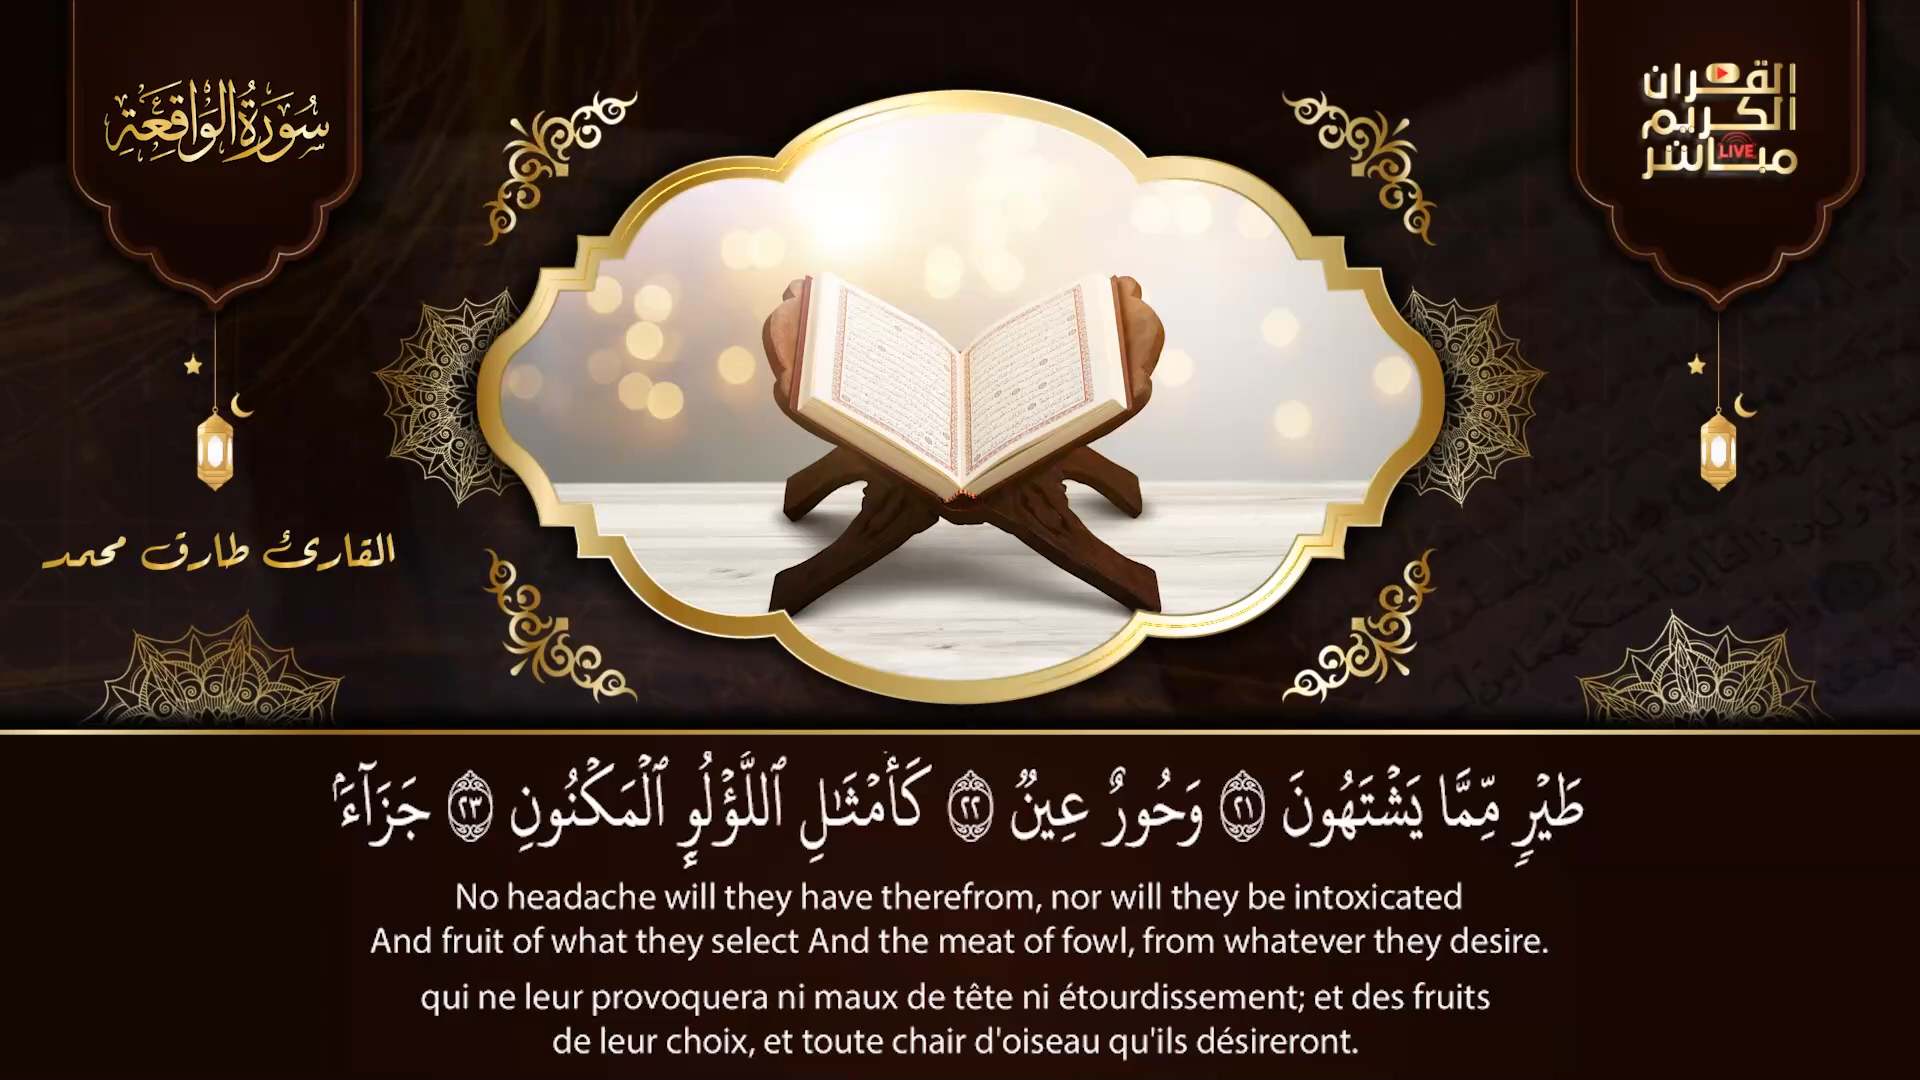 سُورَةُ الْوَاقِعَةِ
القرآن
الكريم
مباشر
LIVE
القارئ طارق محمد
طَيْرٍ مِّمَّا يَشْتَهُونَ ٢١ وَحُورٌ عِينٌ ٢٢ كَأَمْثَـٰلِ ٱللُّؤْلُؤِ ٱلْمَكْنُونِ ٢٣ جَزَآءًۢ
No headache will they have therefrom, nor will they be intoxicated
And fruit of what they select And the meat of fowl, from whatever they desire.
qui ne leur provoquera ni maux de tête ni étourdissement; et des fruits
de leur choix, et toute chair d'oiseau qu'ils désireront.